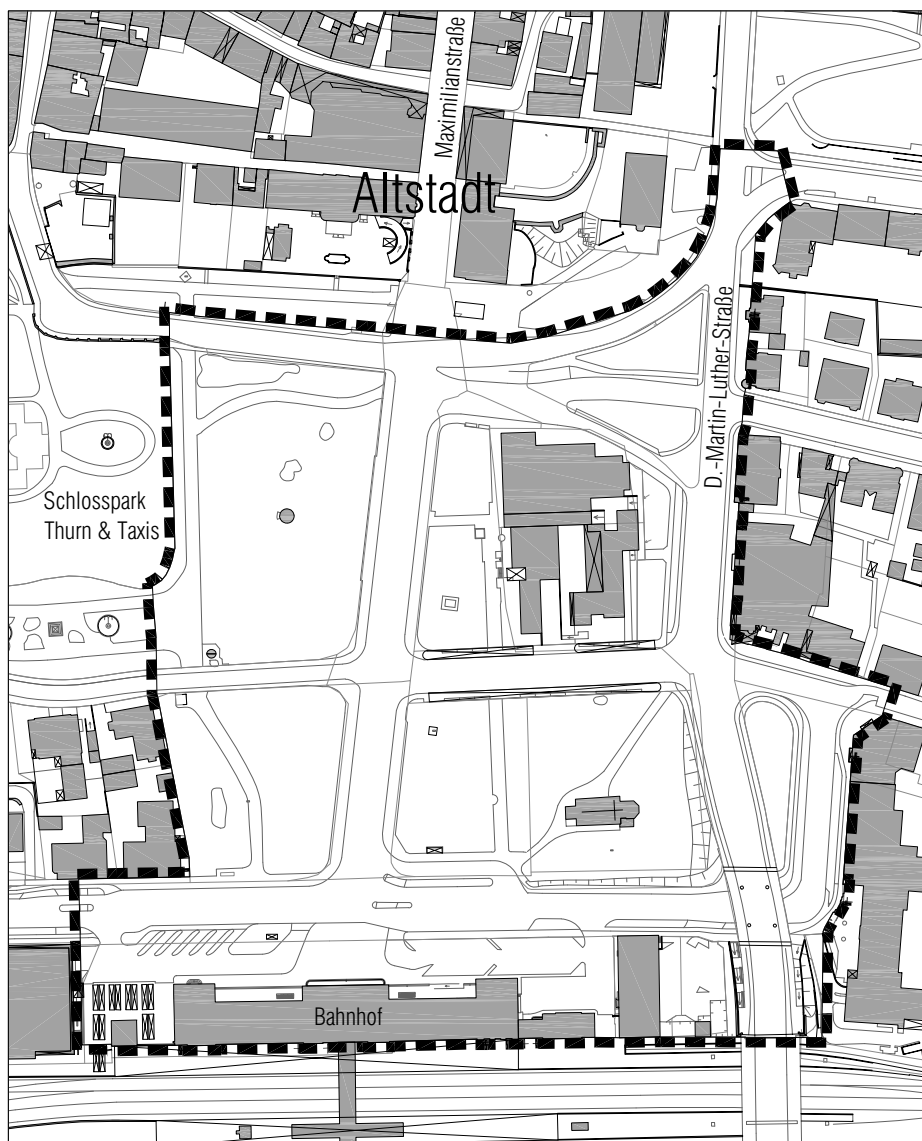 Maximilianstraße
Altstadt
D.-Martin-Luther-Straße
Schlosspark
Thurn & Taxis
Bahnhof